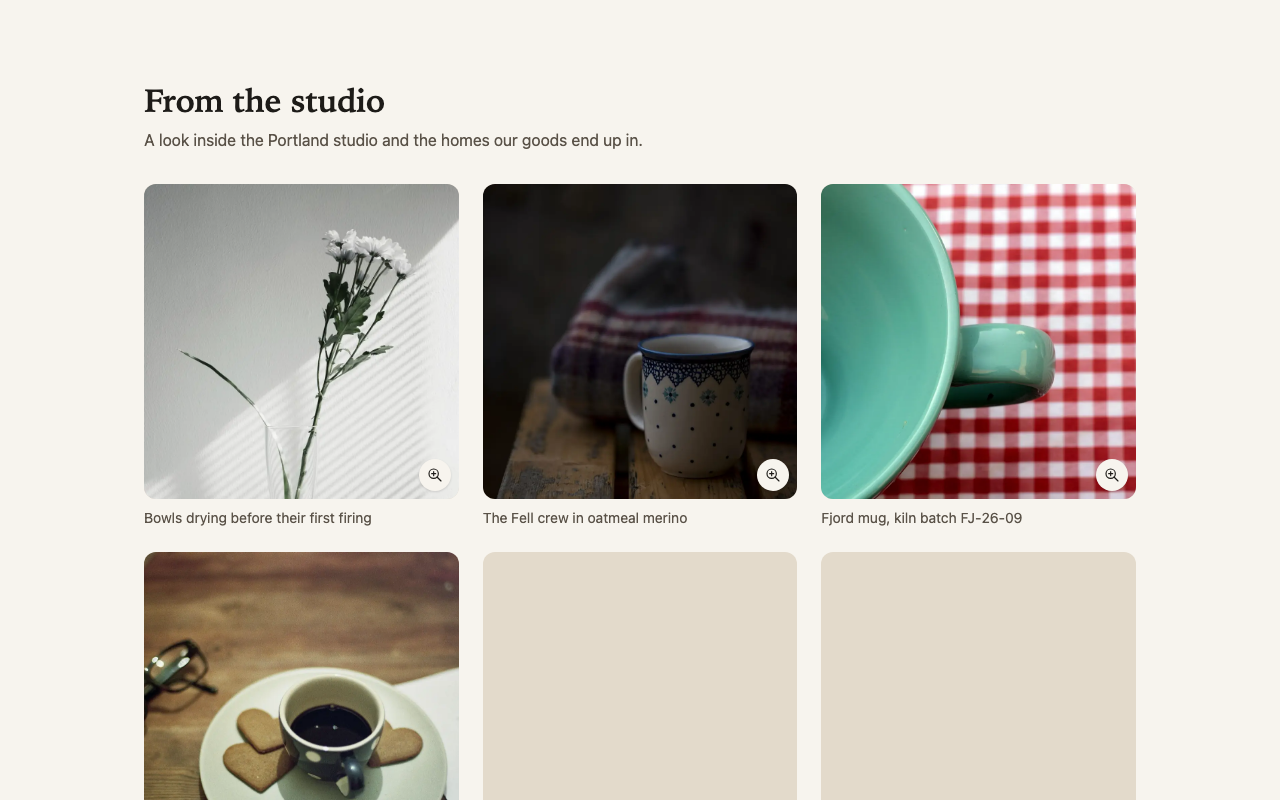 From the studio
A look inside the Portland studio and the homes our goods end up in.
Bowls drying before their first firing
The Fell crew in oatmeal merino
Fjord mug, kiln batch FJ-26-09